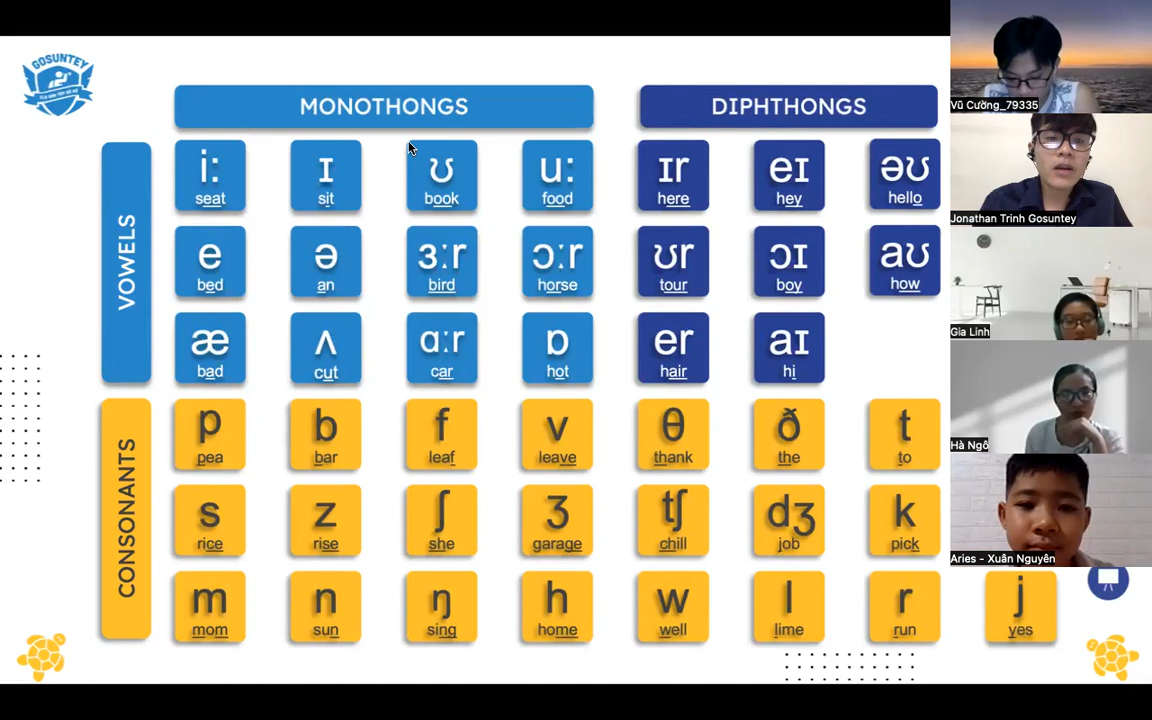 GOSUNTEY
MONOTHONGS
DIPHTHONGS
VOWELS
i: ɪ ʊ u: ɪr eɪ əʊ
seat sit book food here hey hello
e ə ɜːr ɔːr ʊr ɔɪ aʊ
bed an bird horse tour boy how
æ ʌ ɑːr ɒ er aɪ
bad cut car hot hair hi
CONSONANTS
p b f v θ ð t
pea bar leaf leave thank the to
s z ʃ ʒ tʃ dʒ k
rice rise she garage chill job pick
m n ŋ h w l r j
mom sun sing home well lime run yes
Vũ Cường_79335
Jonathan Trinh Gosuntey
Gia Linh
Hà Ngô
Aries - Xuân Nguyên